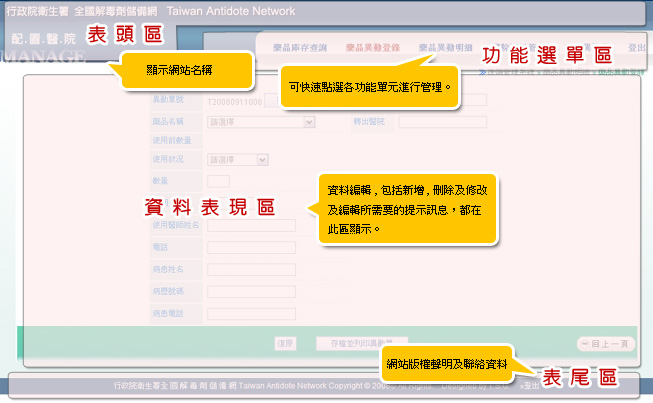 行政院衛生署 全國解毒劑儲備網 Taiwan Antidote Network
配.置.醫.院
MANAGE
表頭區
藥品庫存查詢 藥品異動登錄 藥品異動明細 登出
功能選單區
顯示網站名稱
可快速點選各功能單元進行管理。
異動單號 T20080911008
藥品名稱 請選擇 轉出醫院
使用前數量
使用狀況 請選擇
數量
資料表現區
資料編輯，包括新增，刪除及修改
及編輯所需要的提示訊息，都在
此區顯示。
使用醫師姓名
電話
病患姓名
病歷號碼
病患電話
復原 存檔並列印異動單 回上一頁
網站版權聲明及聯絡資料
表尾區
行政院衛生署全國解毒劑儲備網 Taiwan Antidote Network Copyright ©